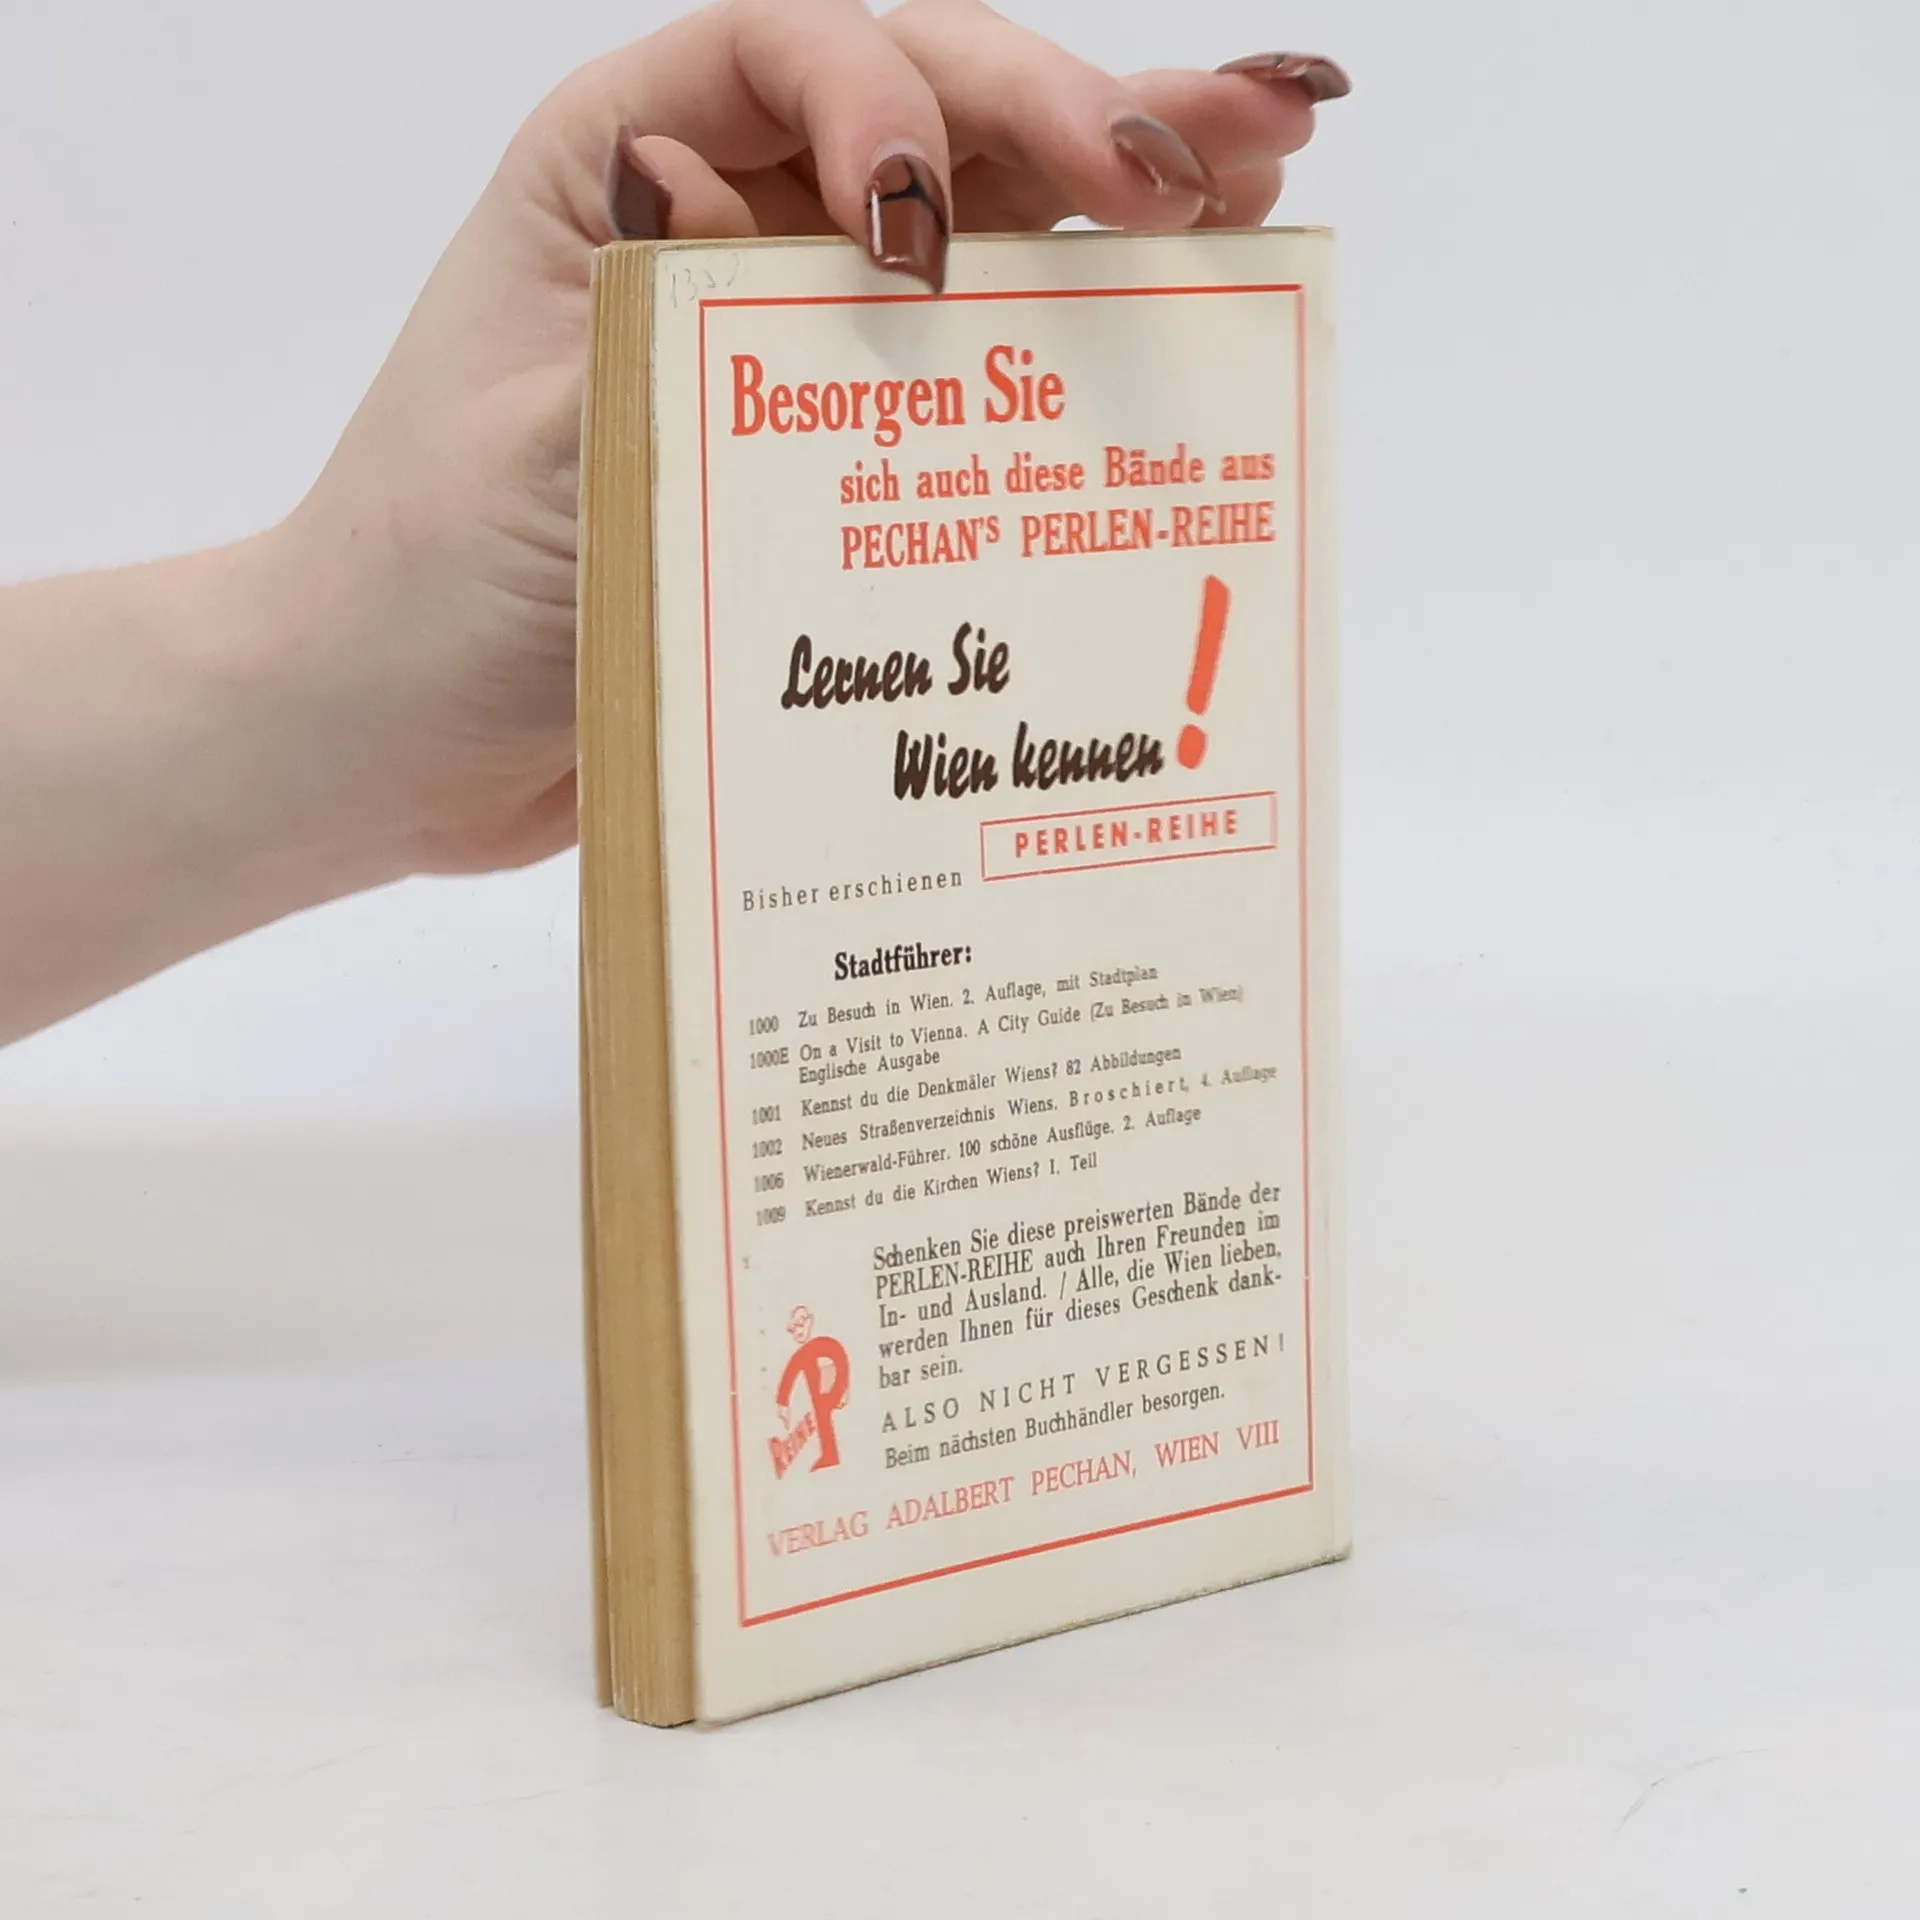 Besorgen Sie
sich auch diese Bände aus
PECHAN'S PERLEN-REIHE
Lernen Sie
Wien kennen!
PERLEN-REIHE
Bisher erschienen
Stadtführer:
1000 Zu Besuch in Wien. 2. Auflage, mit Stadtplan
1000E On a Visit to Vienna. A City Guide (Zu Besuch in Wien)
Englische Ausgabe
1001 Kennst du die Denkmäler Wiens? 82 Abbildungen
1002 Neues Straßenverzeichnis Wiens. Broschiert, 4. Auflage
1006 Wienerwald-Führer. 100 schöne Ausflüge. 2. Auflage
1009 Kennst du die Kirchen Wiens? I. Teil
Schenken Sie diese preiswerten Bände der
PERLEN-REIHE auch Ihren Freunden im
In- und Ausland. / Alle, die Wien lieben,
werden Ihnen für dieses Geschenk dank-
bar sein.
ALSO NICHT VERGESSEN!
Beim nächsten Buchhändler besorgen.
P
REIHE
VERLAG ADALBERT PECHAN, WIEN VIII